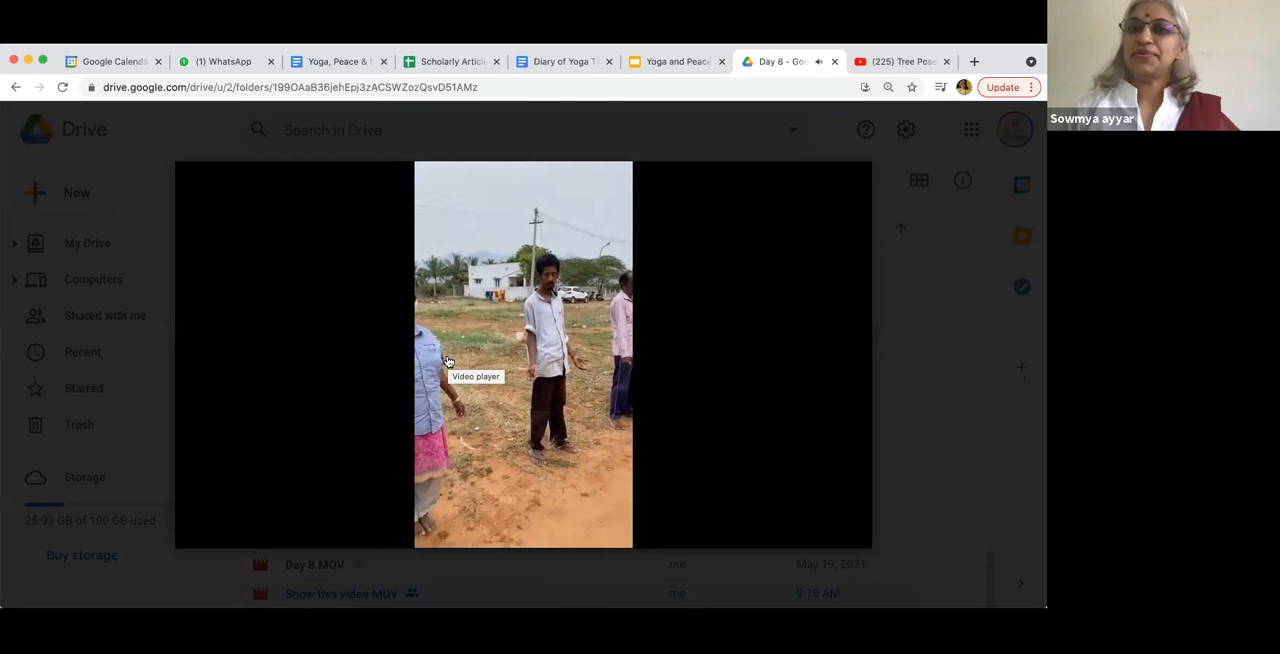 Google Calenda
(1) WhatsApp
Yoga, Peace &
Scholarly Article
Diary of Yoga T
Yoga and Peace
Day 8 - Goo
(225) Tree Pose
drive.google.com/drive/u/2/folders/199OAaB36jehEpj3zACSWZozQsvD51AMz
Update
Sowmya ayyar
Drive
Search in Drive
New
My Drive
Computers
Shared with me
Recent
Starred
Trash
Storage
25.93 GB of 100 GB used
Buy storage
Video player
Day 8.MOV
me
May 19, 2021
Show this video.MOV
me
9:18 AM